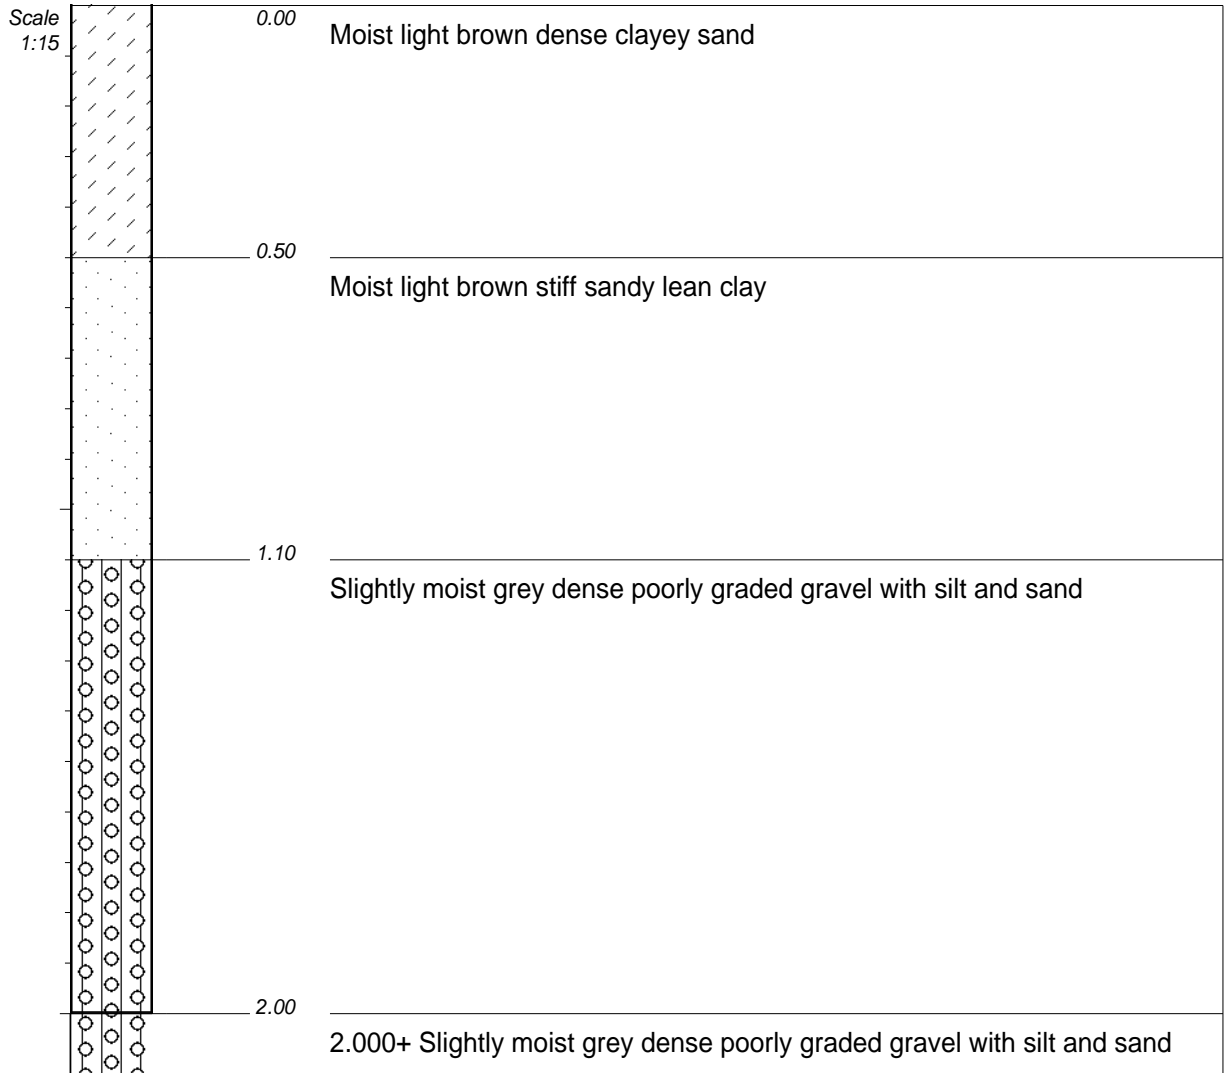 Scale
1:15
0.00
Moist light brown dense clayey sand
0.50
Moist light brown stiff sandy lean clay
1.10
Slightly moist grey dense poorly graded gravel with silt and sand
2.00
2.000+ Slightly moist grey dense poorly graded gravel with silt and sand